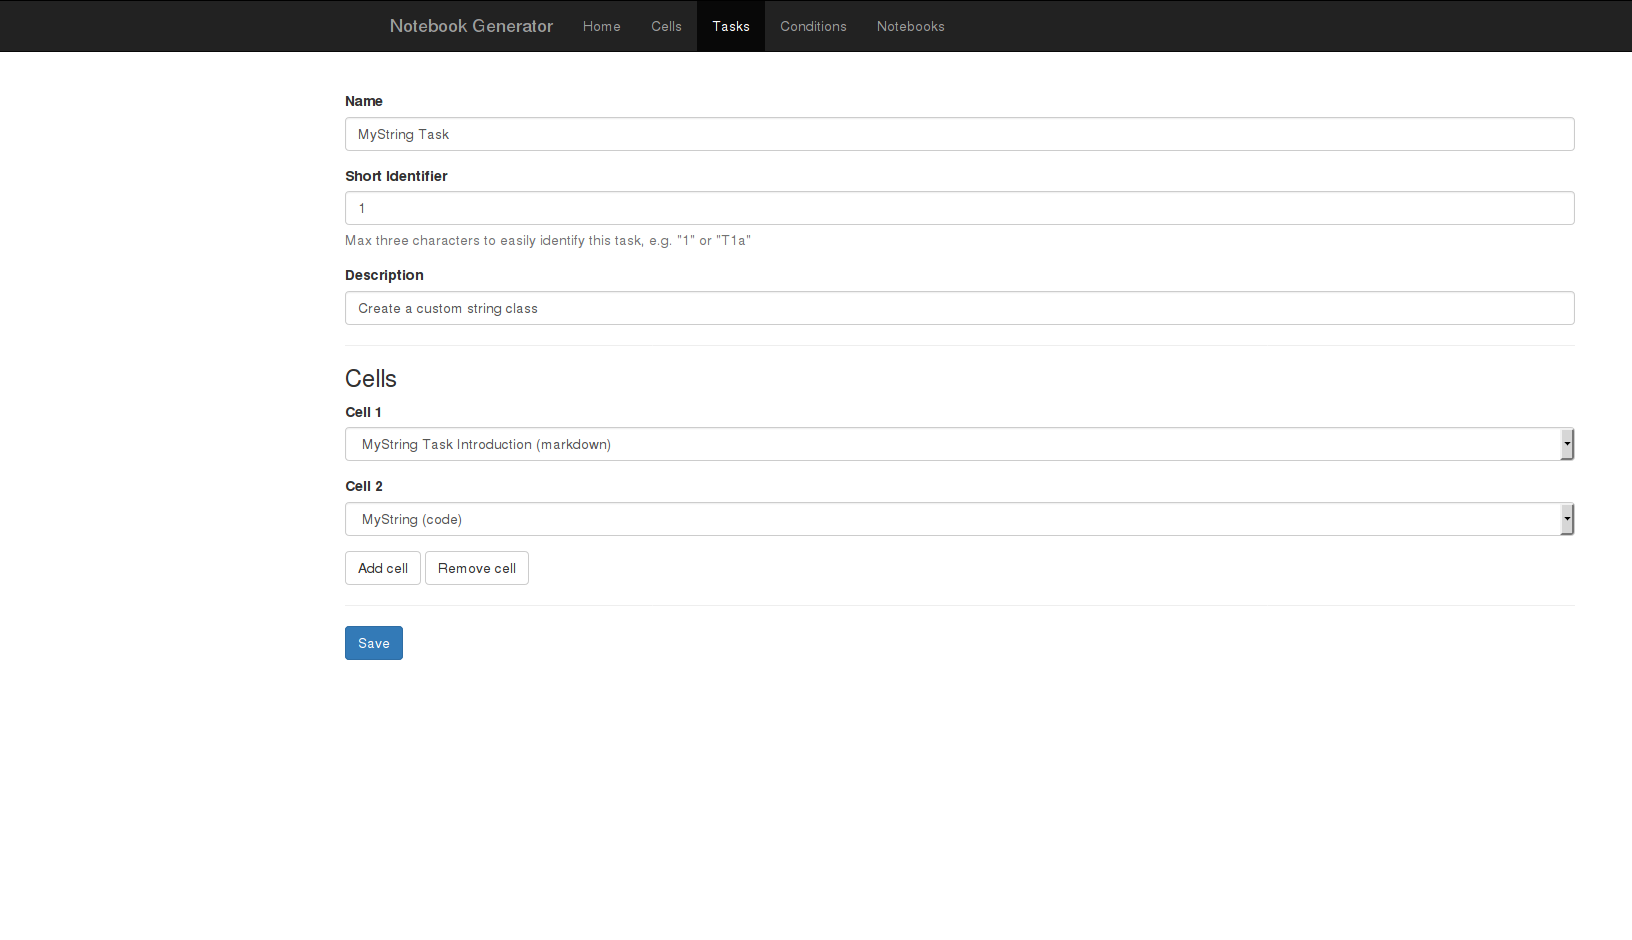 Notebook Generator Home Cells Tasks Conditions Notebooks
Name
MyString Task
Short Identifier
1
Max three characters to easily identify this task, e.g. "1" or "T1a"
Description
Create a custom string class
Cells
Cell 1
MyString Task Introduction (markdown)
Cell 2
MyString (code)
Add cell Remove cell
Save